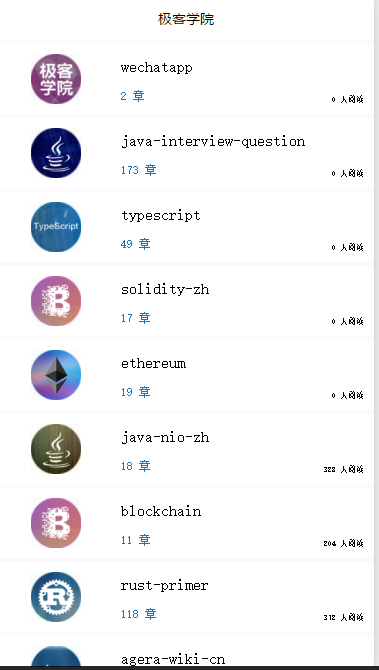 极客学院
极客
学院
wechatapp
2 章
0 人阅读
java-interview-question
173 章
0 人阅读
TypeScript
typescript
49 章
0 人阅读
solidity-zh
17 章
0 人阅读
ethereum
19 章
0 人阅读
java-nio-zh
18 章
328 人阅读
blockchain
11 章
204 人阅读
rust-primer
118 章
312 人阅读
agera-wiki-cn